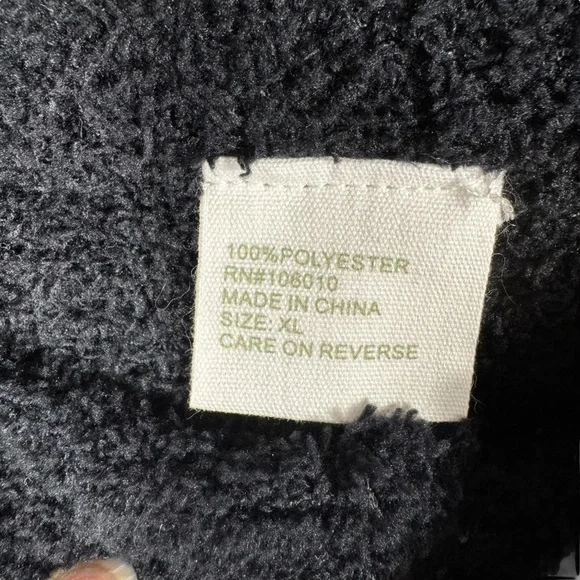 100%POLYESTER
RN#106010
MADE IN CHINA
SIZE: XL
CARE ON REVERSE